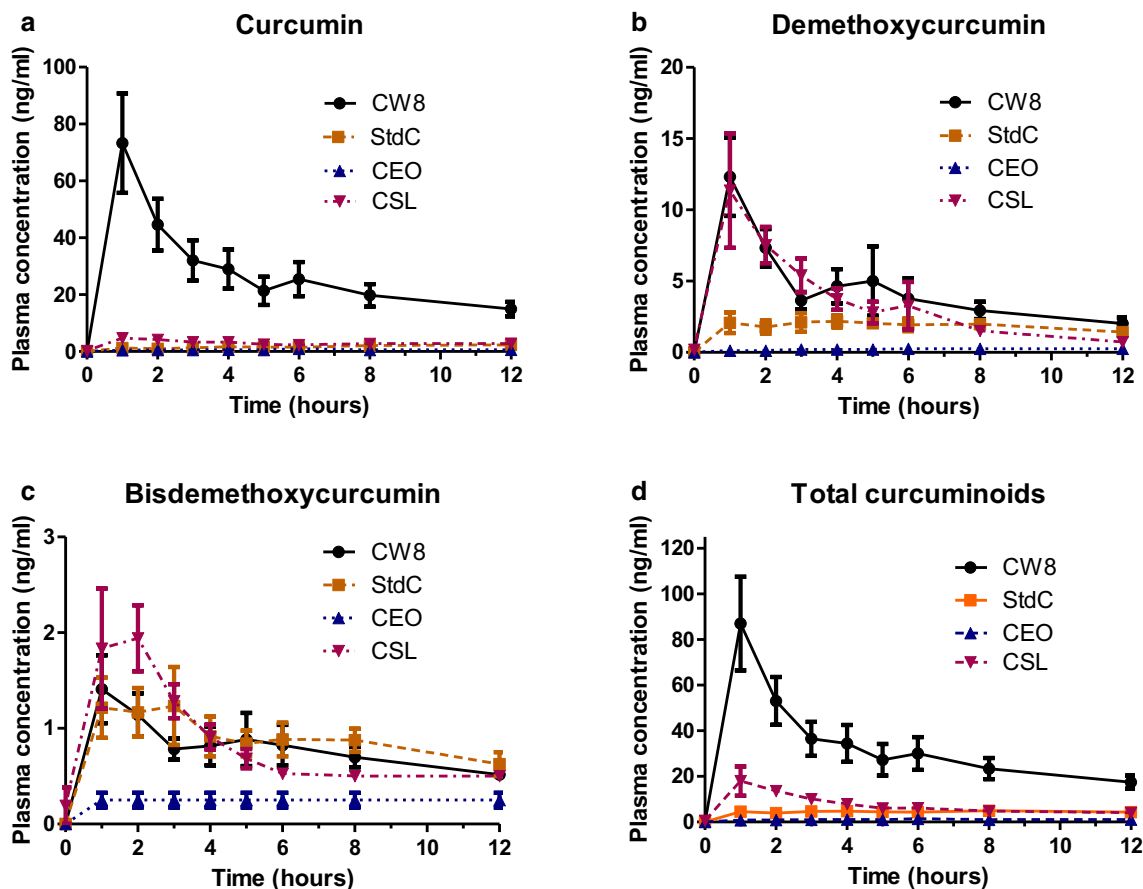 a
Curcumin
Plasma concentration (ng/ml)
100
80
60
40
20
0
CW8
StdC
CEO
CSL
0 2 4 6 8 10 12
Time (hours)
b
Demethoxycurcumin
Plasma concentration (ng/ml)
20
15
10
5
0
CW8
StdC
CEO
CSL
0 2 4 6 8 10 12
Time (hours)
c
Bisdemethoxycurcumin
Plasma concentration (ng/ml)
3
2
1
0
CW8
StdC
CEO
CSL
0 2 4 6 8 10 12
Time (hours)
d
Total curcuminoids
Plasma concentration (ng/ml)
120
100
80
60
40
20
0
CW8
StdC
CEO
CSL
0 2 4 6 8 10 12
Time (hours)